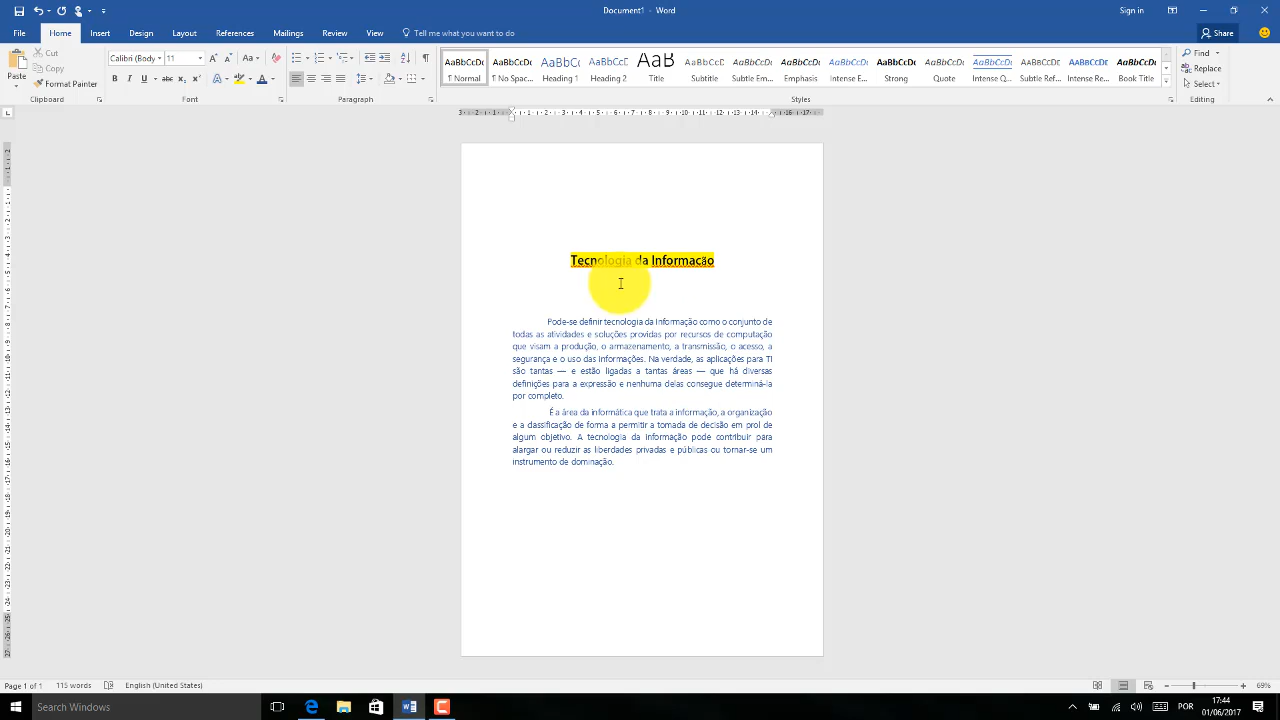 Document1 - Word
Sign in
File Home Insert Design Layout References Mailings Review View Tell me what you want to do
Share
Paste
Cut
Copy
Format Painter
Clipboard
Calibri (Body 11
Font
Paragraph
AaBbCcDc AaBbCcDc AaBbCc AaBbCcD AaB AaBbCcD AaBbCcDc AaBbCcDc AaBbCcDc AaBbCcDc AaBbCcDc AaBbCcDc AaBbCcDc AaBbCcDc AaBbCcDc
¶ Normal ¶ No Spac... Heading 1 Heading 2 Title Subtitle Subtle Em... Emphasis Intense E... Strong Quote Intense Q... Subtle Ref... Intense Re... Book Title
Styles
Find
Replace
Select
Editing
Tecnologia da Informação
Pode-se definir tecnologia da Informação como o conjunto de
todas as atividades e soluções providas por recursos de computação
que visam a produção, o armazenamento, a transmissão, o acesso, a
segurança e o uso das informações. Na verdade, as aplicações para TI
são tantas — e estão ligadas a tantas áreas — que há diversas
definições para a expressão e nenhuma delas consegue determiná-la
por completo.
É a área da informática que trata a informação, a organização
e a classificação de forma a permitir a tomada de decisão em prol de
algum objetivo. A tecnologia da Informação pode contribuir para
alargar ou reduzir as liberdades privadas e públicas ou tornar-se um
instrumento de dominação.
Page 1 of 1 115 words English (United States)
69%
Search Windows
POR
17:44
01/06/2017